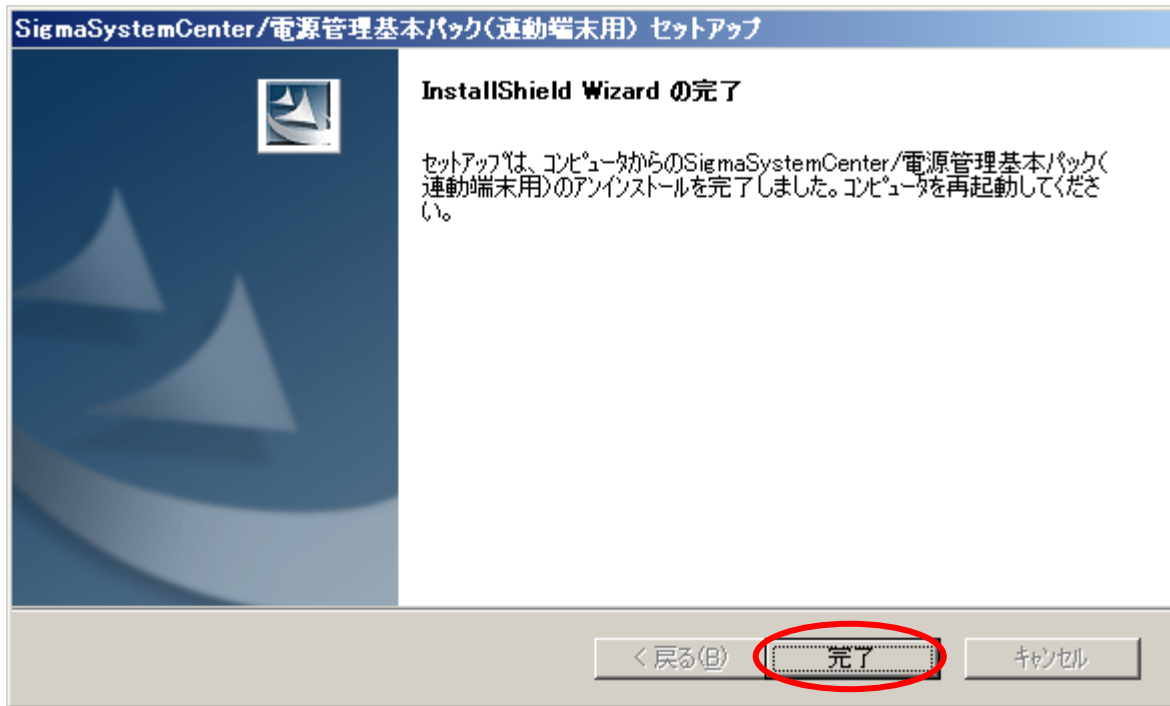 SigmaSystemCenter/電源管理基本パック(連動端末用) セットアップ
InstallShield Wizard の完了
セットアップは、コンピュータからのSigmaSystemCenter/電源管理基本パック(
連動端末用)のアンインストールを完了しました。コンピュータを再起動してくださ
い。
< 戻る(B)
完了
キャンセル